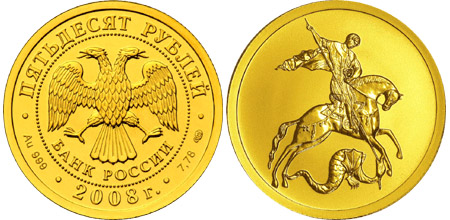 ПЯТЬДЕСЯТ РУБЛЕЙ
Au 999
БАНК РОССИИ
7,78
2008 г.